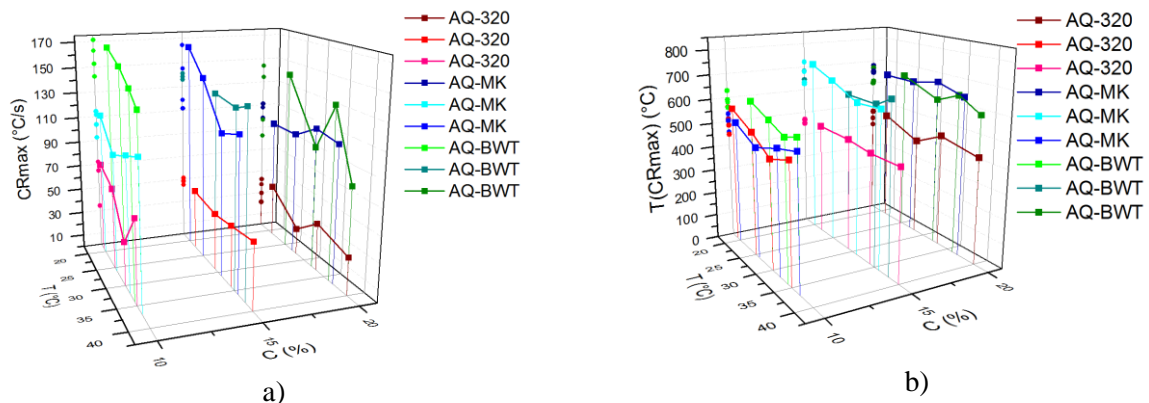 CRmax (°C/s)
170
150
130
110
90
70
50
30
10
T (°C)
20
25
30
35
40
C (%)
10
15
20
AQ-320
AQ-320
AQ-320
AQ-MK
AQ-MK
AQ-MK
AQ-BWT
AQ-BWT
AQ-BWT
a)
T(CRmax) (°C)
800
700
600
500
400
300
200
100
0
T (°C)
20
25
30
35
40
C (%)
10
15
20
AQ-320
AQ-320
AQ-320
AQ-MK
AQ-MK
AQ-MK
AQ-BWT
AQ-BWT
AQ-BWT
b)